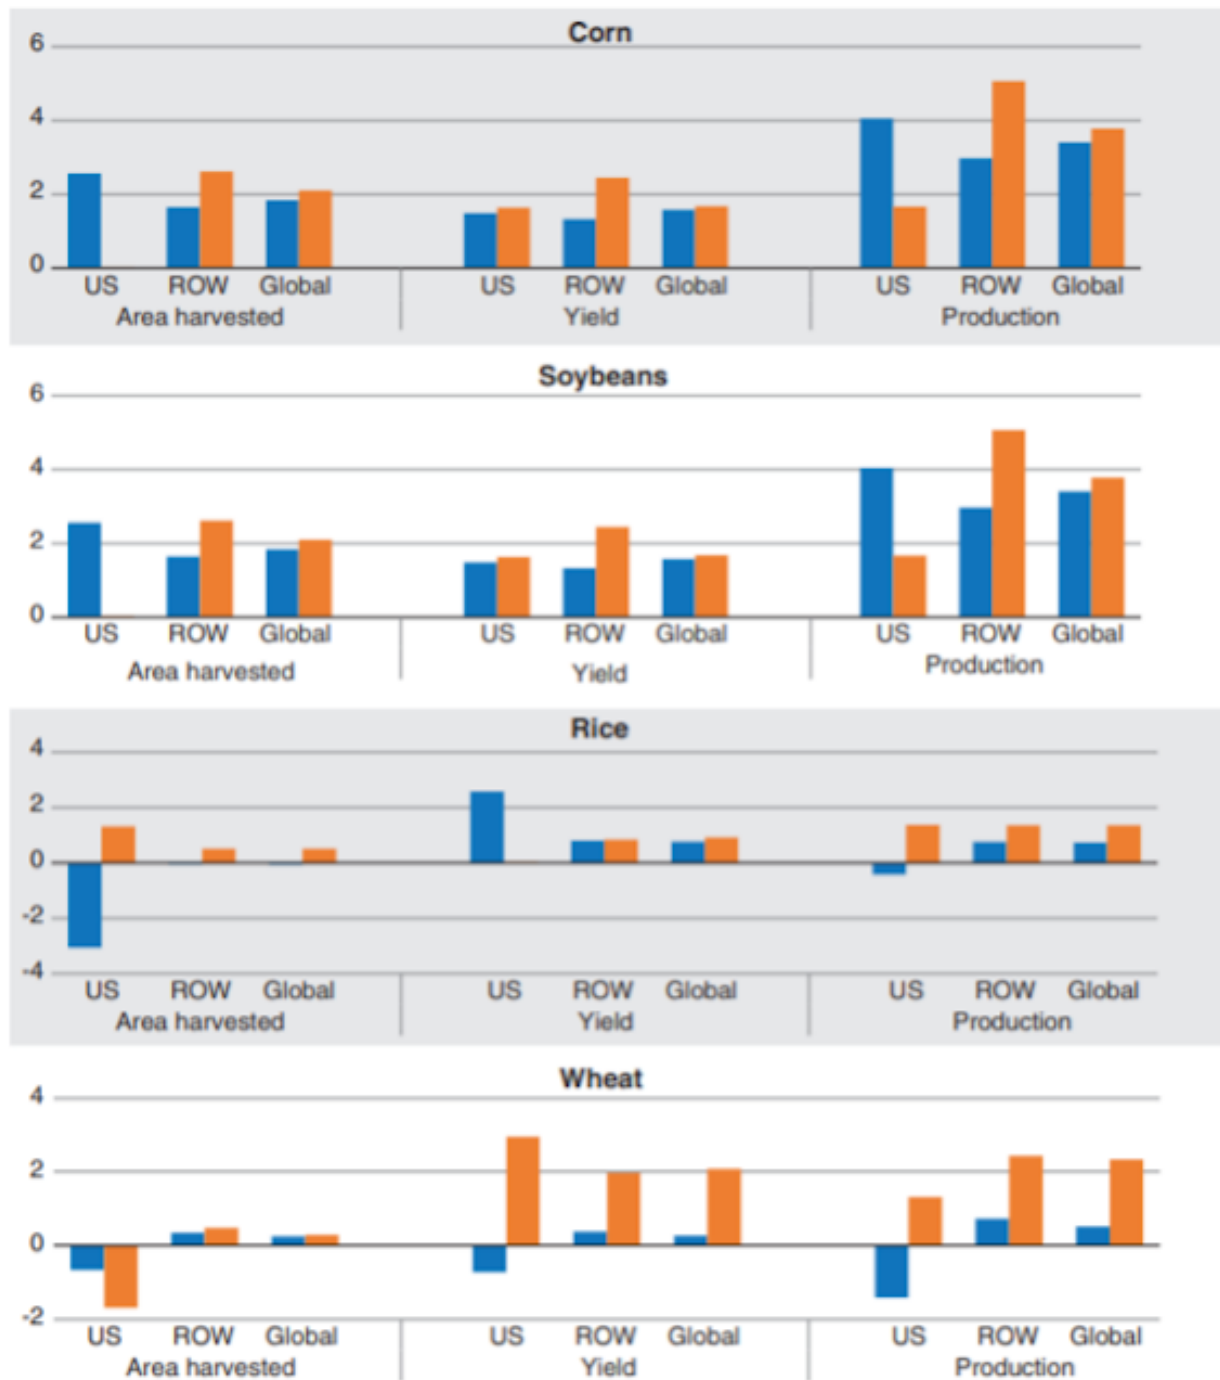 Corn
6
4
2
0
US ROW Global US ROW Global US ROW Global
Area harvested Yield Production
Soybeans
6
4
2
0
US ROW Global US ROW Global US ROW Global
Area harvested Yield Production
Rice
4
2
0
-2
-4
US ROW Global US ROW Global US ROW Global
Area harvested Yield Production
Wheat
4
2
0
-2
US ROW Global US ROW Global US ROW Global
Area harvested Yield Production